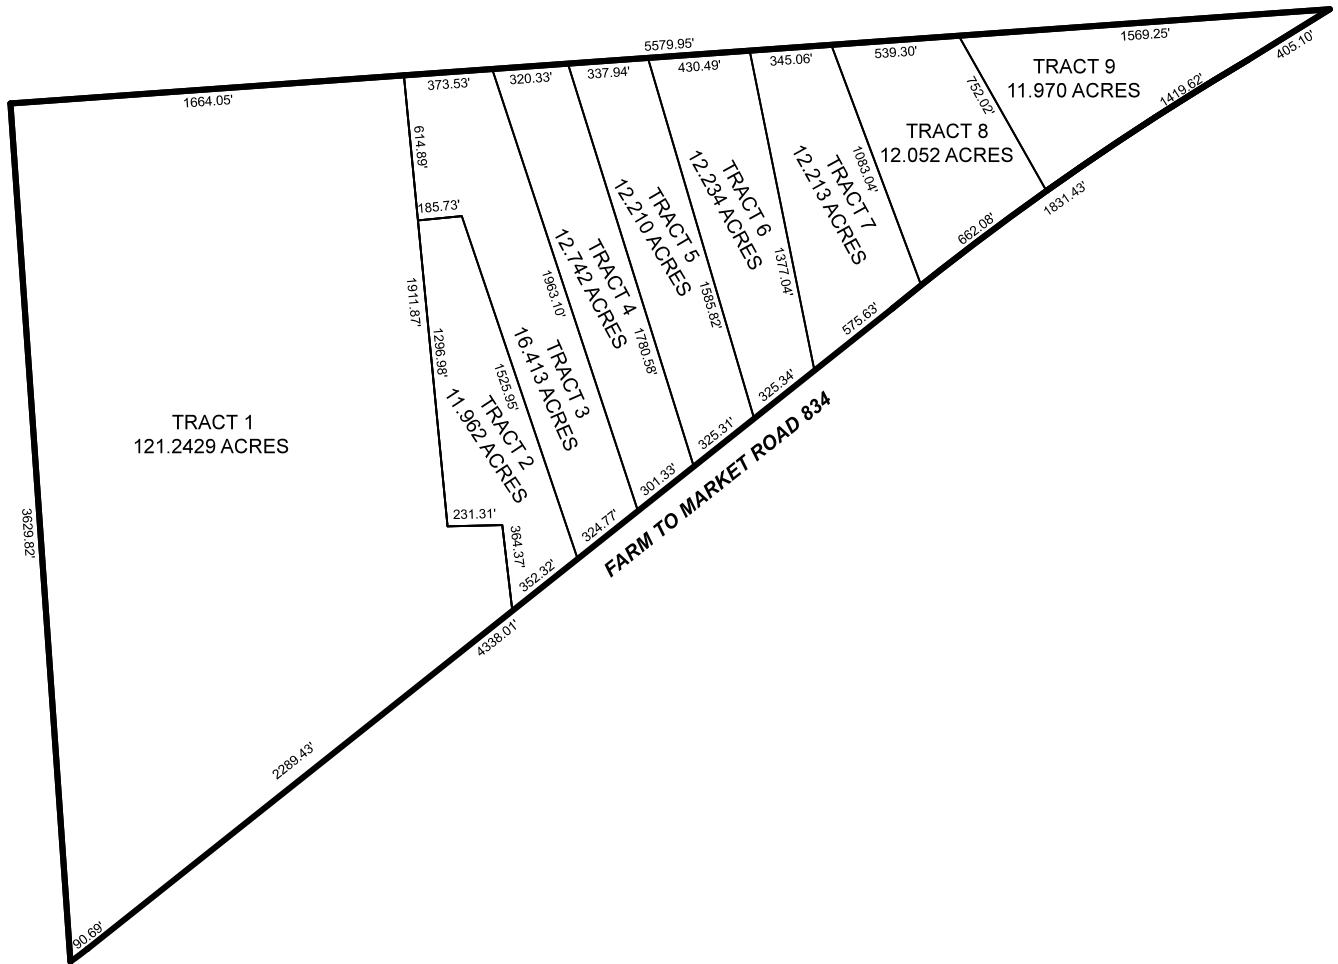 5579.95'
1664.05'
373.53'
320.33'
337.94'
430.49'
345.06'
539.30'
1569.25'
405.10'
1419.62'
752.02'
TRACT 9
11.970 ACRES
TRACT 8
12.052 ACRES
1083.04'
TRACT 7
12.213 ACRES
1377.04'
TRACT 6
12.234 ACRES
1585.82'
TRACT 5
12.210 ACRES
1780.58'
TRACT 4
12.742 ACRES
1963.10'
TRACT 3
16.413 ACRES
1525.95'
TRACT 2
11.962 ACRES
614.89'
185.73'
1911.87'
1296.98'
231.31'
364.37'
TRACT 1
121.2429 ACRES
3629.82'
1831.43'
662.08'
575.63'
325.34'
325.31'
301.33'
324.77'
352.32'
FARM TO MARKET ROAD 834
4338.01'
2289.43'
90.69'